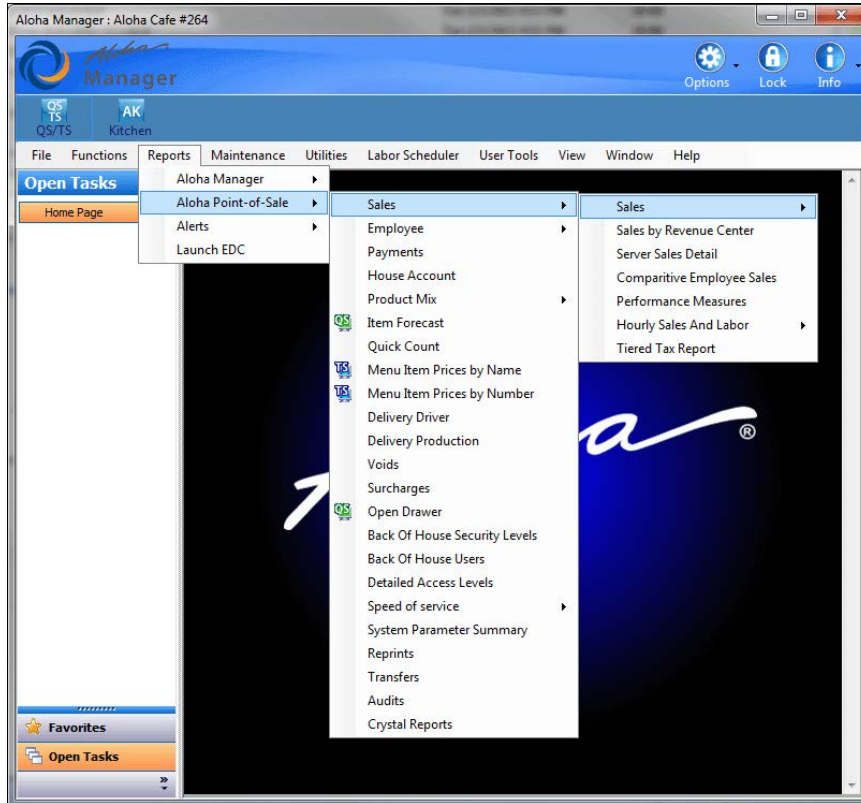 Aloha Manager : Aloha Cafe #264
Aloha
Manager
Options
Lock
Info
QS
TS
QS/TS
AK
Kitchen
File Functions Reports Maintenance Utilities Labor Scheduler User Tools View Window Help
Open Tasks
Home Page
Aloha Manager
Aloha Point-of-Sale
Alerts
Launch EDC
Sales
Employee
Payments
House Account
Product Mix
QS Item Forecast
Quick Count
TS Menu Item Prices by Name
TS Menu Item Prices by Number
Delivery Driver
Delivery Production
Voids
Surcharges
QS Open Drawer
Back Of House Security Levels
Back Of House Users
Detailed Access Levels
Speed of service
System Parameter Summary
Reprints
Transfers
Audits
Crystal Reports
Sales
Sales by Revenue Center
Server Sales Detail
Comparitive Employee Sales
Performance Measures
Hourly Sales And Labor
Tiered Tax Report
a ®
Favorites
Open Tasks